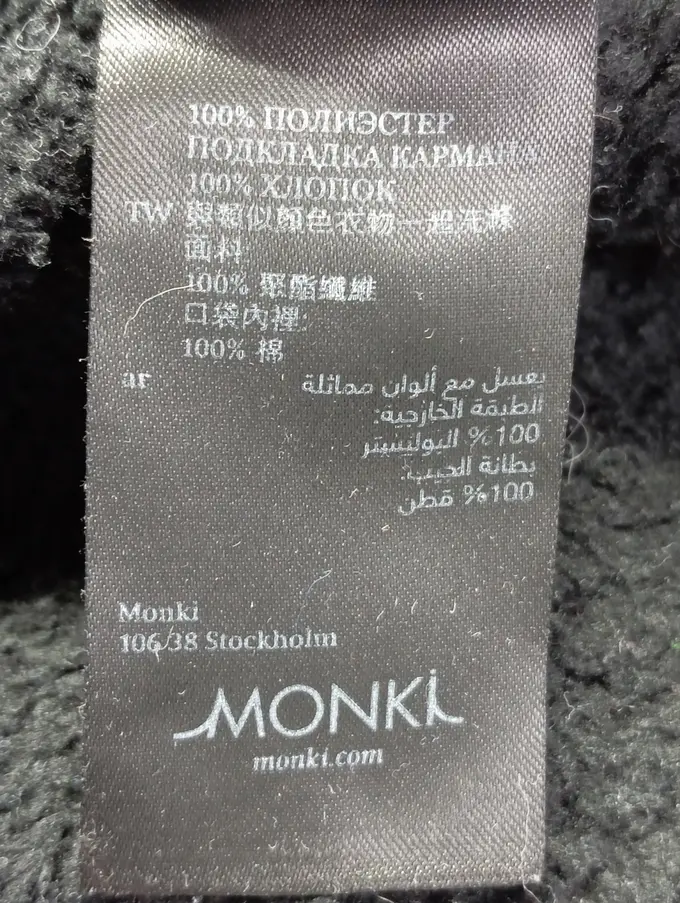 100% ПОЛИЭСТЕР
ПОДКЛАДКА КАРМАНА
100% ХЛОПОК
TW 與類似顏色衣物一起洗滌
面料
100% 聚酯纖維
口袋內裡:
100% 棉
ar يغسل مع ألوان مماثلة
الطبقة الخارجية:
100% البوليستر
بطانة الجيب:
100% قطن
Monki
106 38 Stockholm
MONKi
monki.com